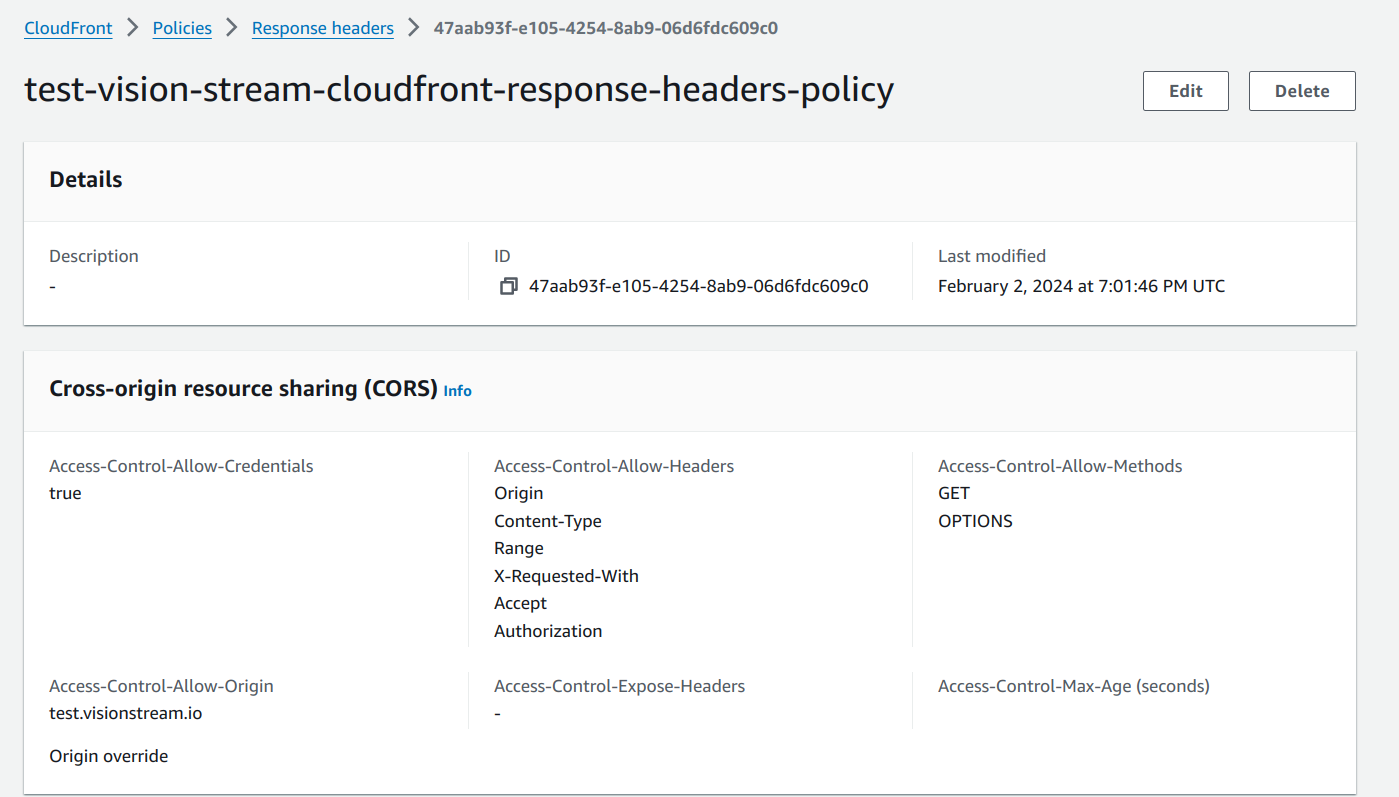 CloudFront > Policies > Response headers > 47aab93f-e105-4254-8ab9-06d6fdc609c0
test-vision-stream-cloudfront-response-headers-policy
Edit
Delete
Details
Description
-
ID
47aab93f-e105-4254-8ab9-06d6fdc609c0
Last modified
February 2, 2024 at 7:01:46 PM UTC
Cross-origin resource sharing (CORS) Info
Access-Control-Allow-Credentials
true
Access-Control-Allow-Headers
Origin
Content-Type
Range
X-Requested-With
Accept
Authorization
Access-Control-Allow-Methods
GET
OPTIONS
Access-Control-Allow-Origin
test.visionstream.io
Origin override
Access-Control-Expose-Headers
-
Access-Control-Max-Age (seconds)